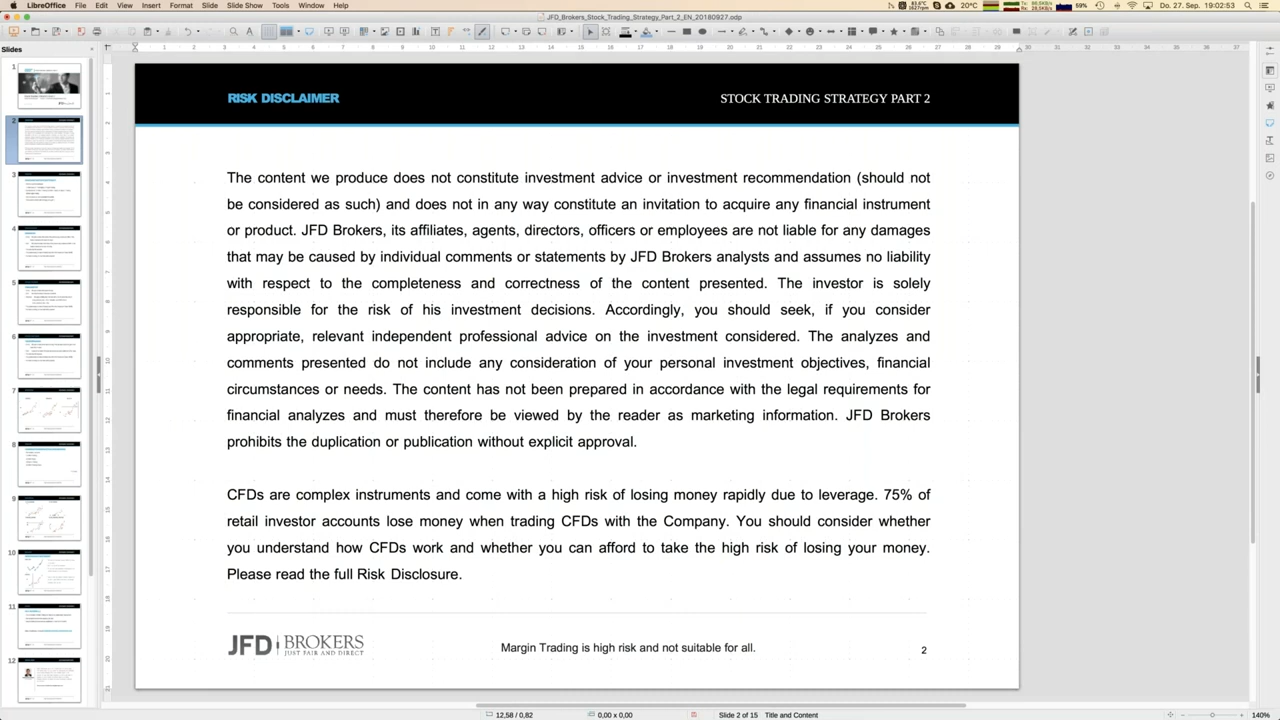 LibreOffice File Edit View Insert Format Slide Slide Show Tools Window Help
83,6°C
1627rpm
20°C
59%
Do. 27. Sep. 19:02:53
JFD_Brokers_Stock_Trading_Strategy_Part_2_EN_20180927.odp
Slides
RISK DISCLAIMER
STOCK TRADING STRATEGY PART 2
The content produced does not result in investment advice or investment recommendation (should not
be considered as such) and does not in any way constitute an invitation to acquire any financial instrument
or product. JFD Brokers, its affiliates, agents, directors, officers or employees are not liable for any damages
that may be caused by individual comments or statements by JFD Brokers analysts and assumes no liability
with respect to the and of the The investor is solely
responsible for the risk of Accordingly, you should seek, if you consider
appropriate, relevant independent professional advice on the investment considered. The analyzes and
comments presented do not include any consideration of your personal investment objectives, financial
circumstances or needs. The content has not been prepared in accordance with the legal requirements for
financial analyzes and must therefore be viewed by the reader as marketing information. JFD Brokers
prohibits the duplication or publication without explicit approval.
CFDs are complex instruments and come with a high risk of losing money rapidly due to leverage. 75% of
retail investor accounts lose money when trading CFDs with the Company. You should consider whether
you understand how CFDs work and whether you can afford to take the high risk of losing your money.
Please read the full Risk Disclosure.
JFD BROKERS
JUST FAIR AND DIRECT
Margin Trading is high risk and not suitable for all
2
12,07 / 0,82 0,00 x 0,00 Slide 2 of 15 Title and Content 140%